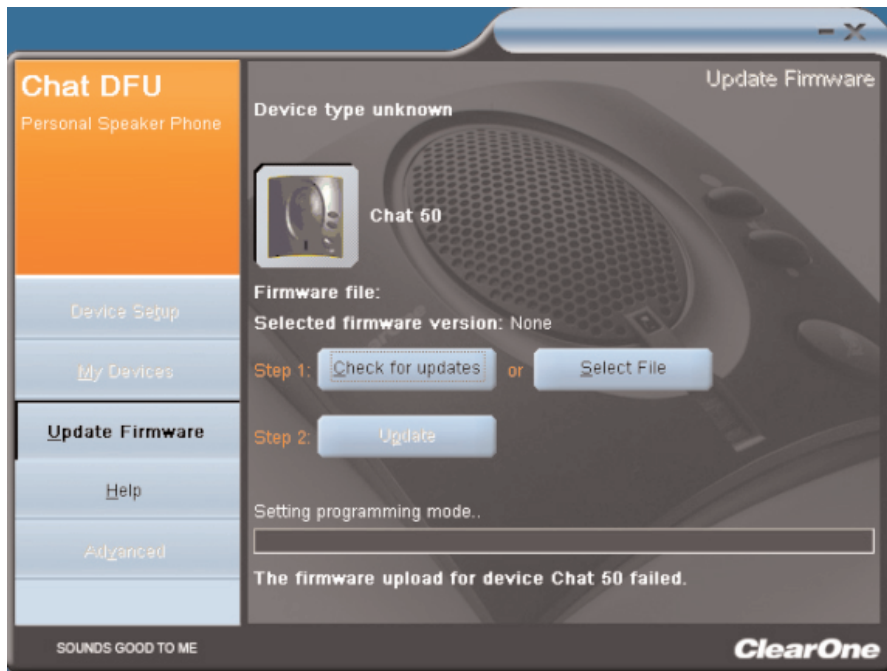 Chat DFU
Personal Speaker Phone
Device Setup
My Devices
Update Firmware
Help
Advanced
SOUNDS GOOD TO ME
Update Firmware
Device type unknown
Chat 50
Firmware file:
Selected firmware version: None
Step 1: Check for updates or Select File
Step 2: Update
Setting programming mode..
The firmware upload for device Chat 50 failed.
ClearOne